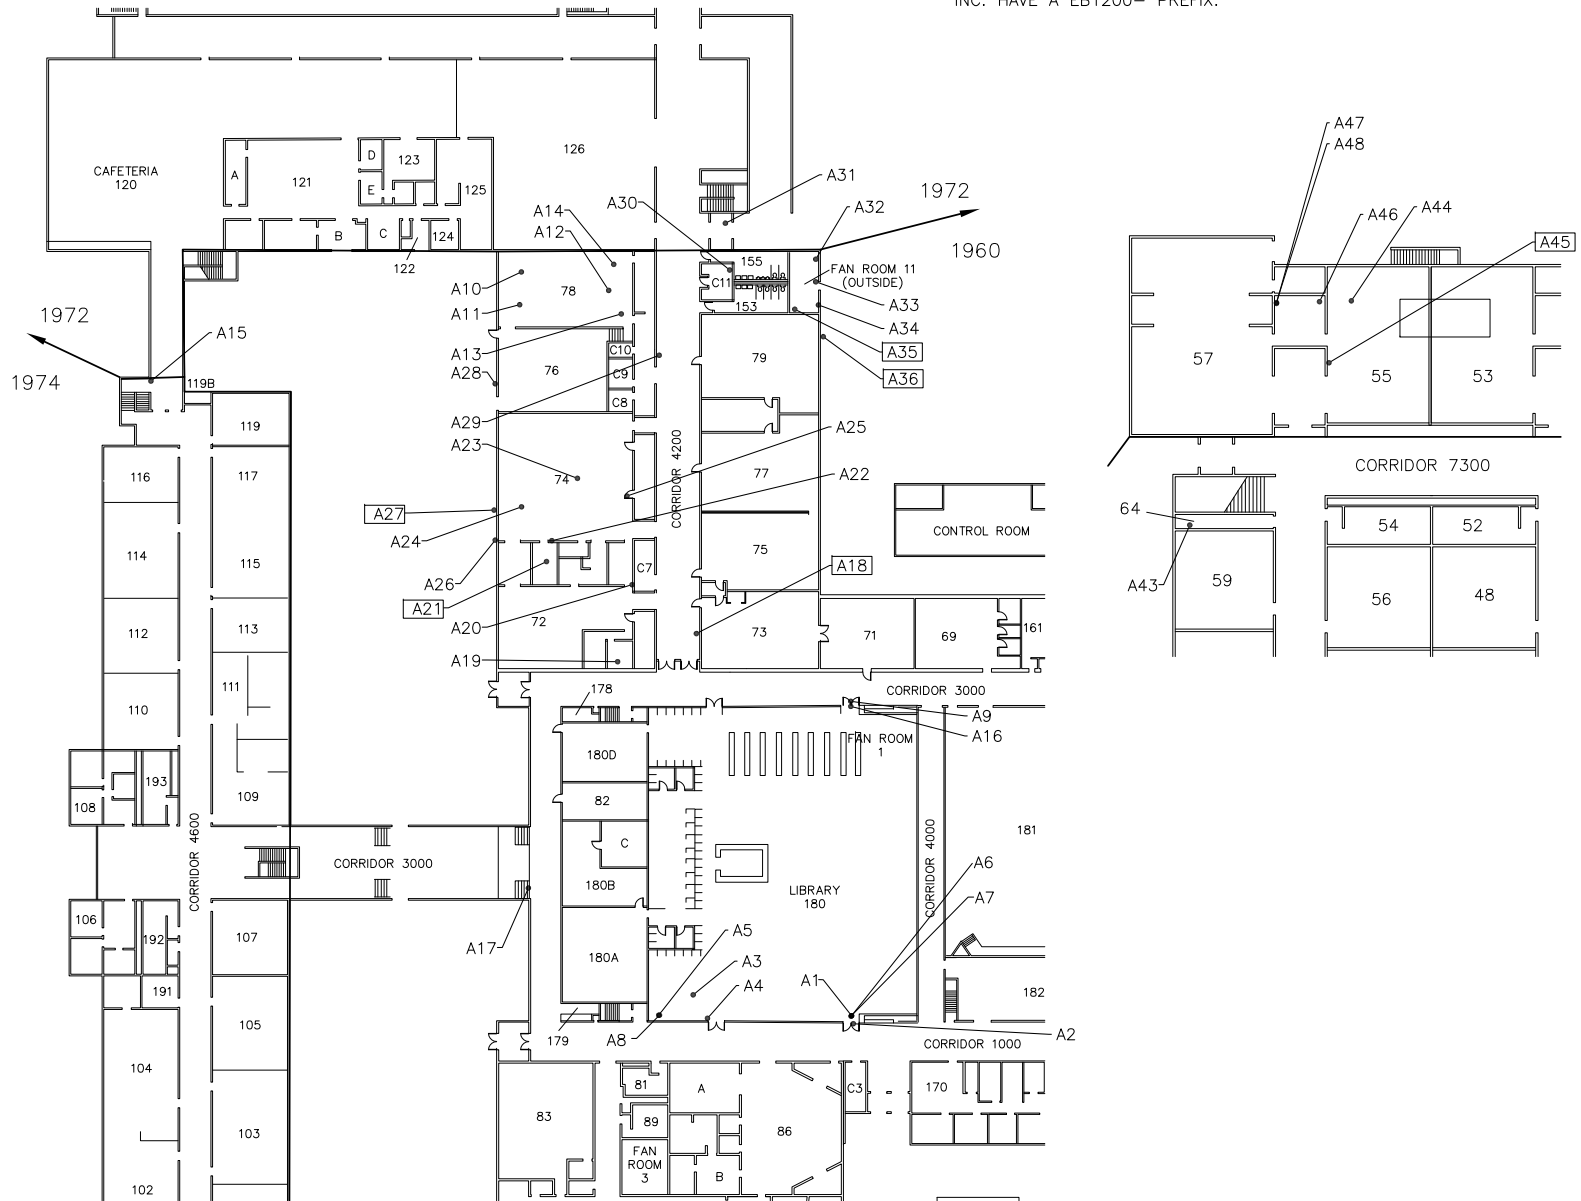 INC. HAVE A EBT200- PREFIX.
CAFETERIA
120
A
121
D
E
123
125
126
B
C
122
124
A47
A48
A31
A30
1972
A32
A46
A44
A14
A12
1960
A45
155
FAN ROOM 11
(OUTSIDE)
C11
153
A10
78
A11
A33
A34
1972
A15
A13
C10
79
A35
57
55
53
1974
119B
A28
76
C9
A36
C8
119
A29
A25
A23
CORRIDOR 4200
116
117
74
77
A22
CORRIDOR 7300
A27
64
54
52
A24
CONTROL ROOM
114
115
75
A26
C7
A18
A43
59
A21
56
48
A20
72
112
113
73
71
69
161
A19
111
178
CORRIDOR 3000
110
A9
A16
FAN ROOM
1
180D
193
108
109
82
CORRIDOR 4600
181
C
CORRIDOR 3000
CORRIDOR 4000
A6
180B
LIBRARY
180
A7
106
107
192
A17
A5
180A
A3
191
A4
A1
182
105
179
A8
A2
CORRIDOR 1000
104
81
A
C3
170
83
89
103
86
FAN
ROOM
3
B
102